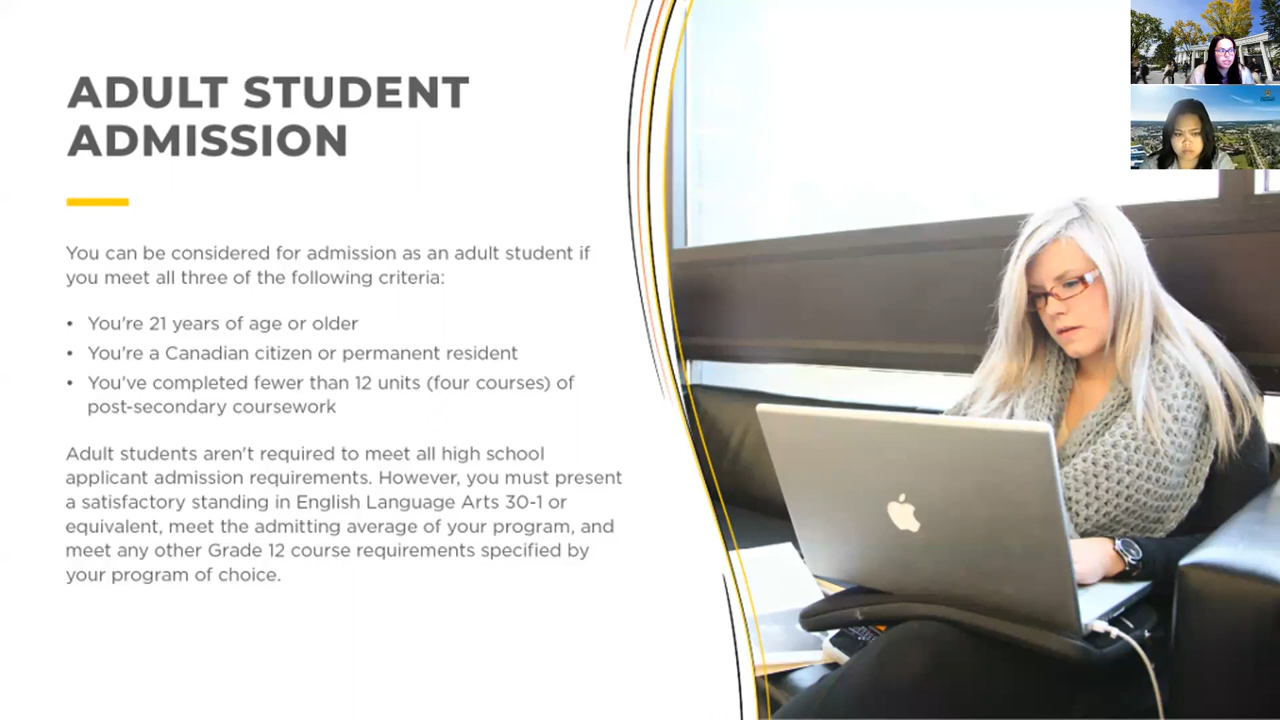 ADULT STUDENT
ADMISSION
You can be considered for admission as an adult student if
you meet all three of the following criteria:
• You're 21 years of age or older
• You're a Canadian citizen or permanent resident
• You've completed fewer than 12 units (four courses) of
post-secondary coursework
Adult students aren't required to meet all high school
applicant admission requirements. However, you must present
a satisfactory standing in English Language Arts 30-1 or
equivalent, meet the admitting average of your program, and
meet any other Grade 12 course requirements specified by
your program of choice.